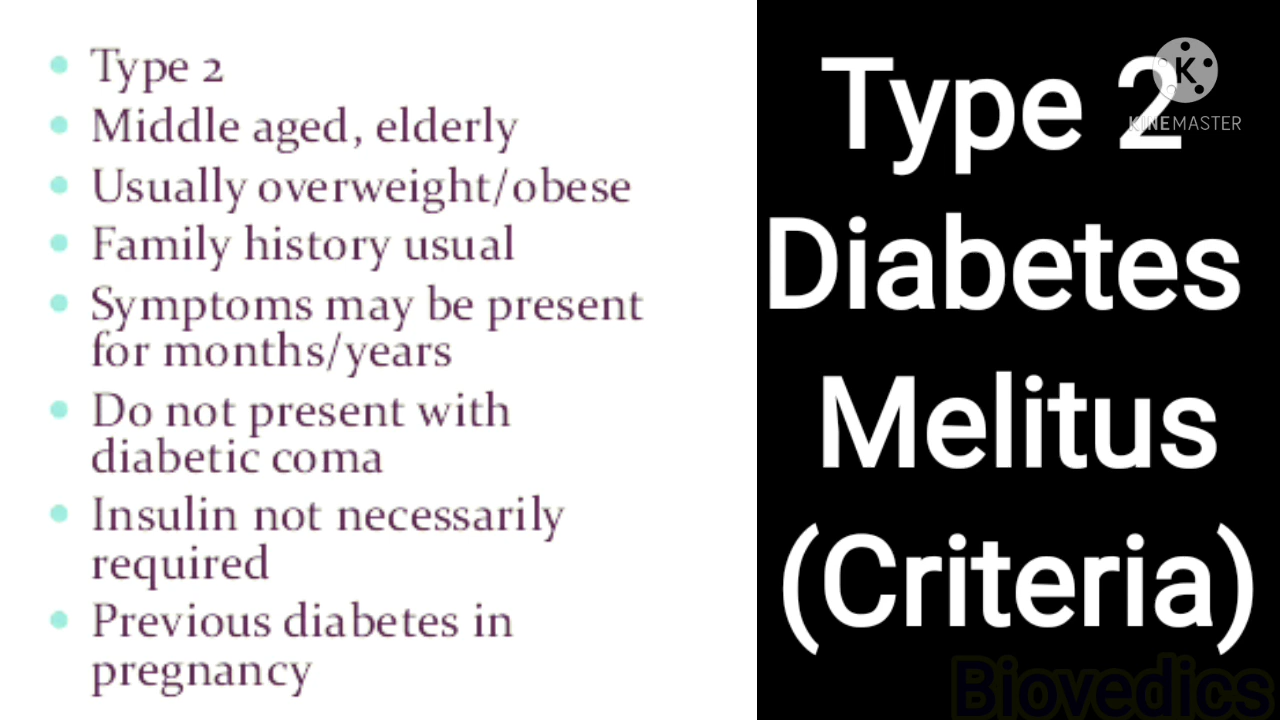 Type 2
Middle aged, elderly
Usually overweight/obese
Family history usual
Symptoms may be present
for months/years
Do not present with
diabetic coma
Insulin not necessarily
required
Previous diabetes in
pregnancy
Type 2
Diabetes
Melitus
(Criteria)
K
KINEMASTER
Biovedics